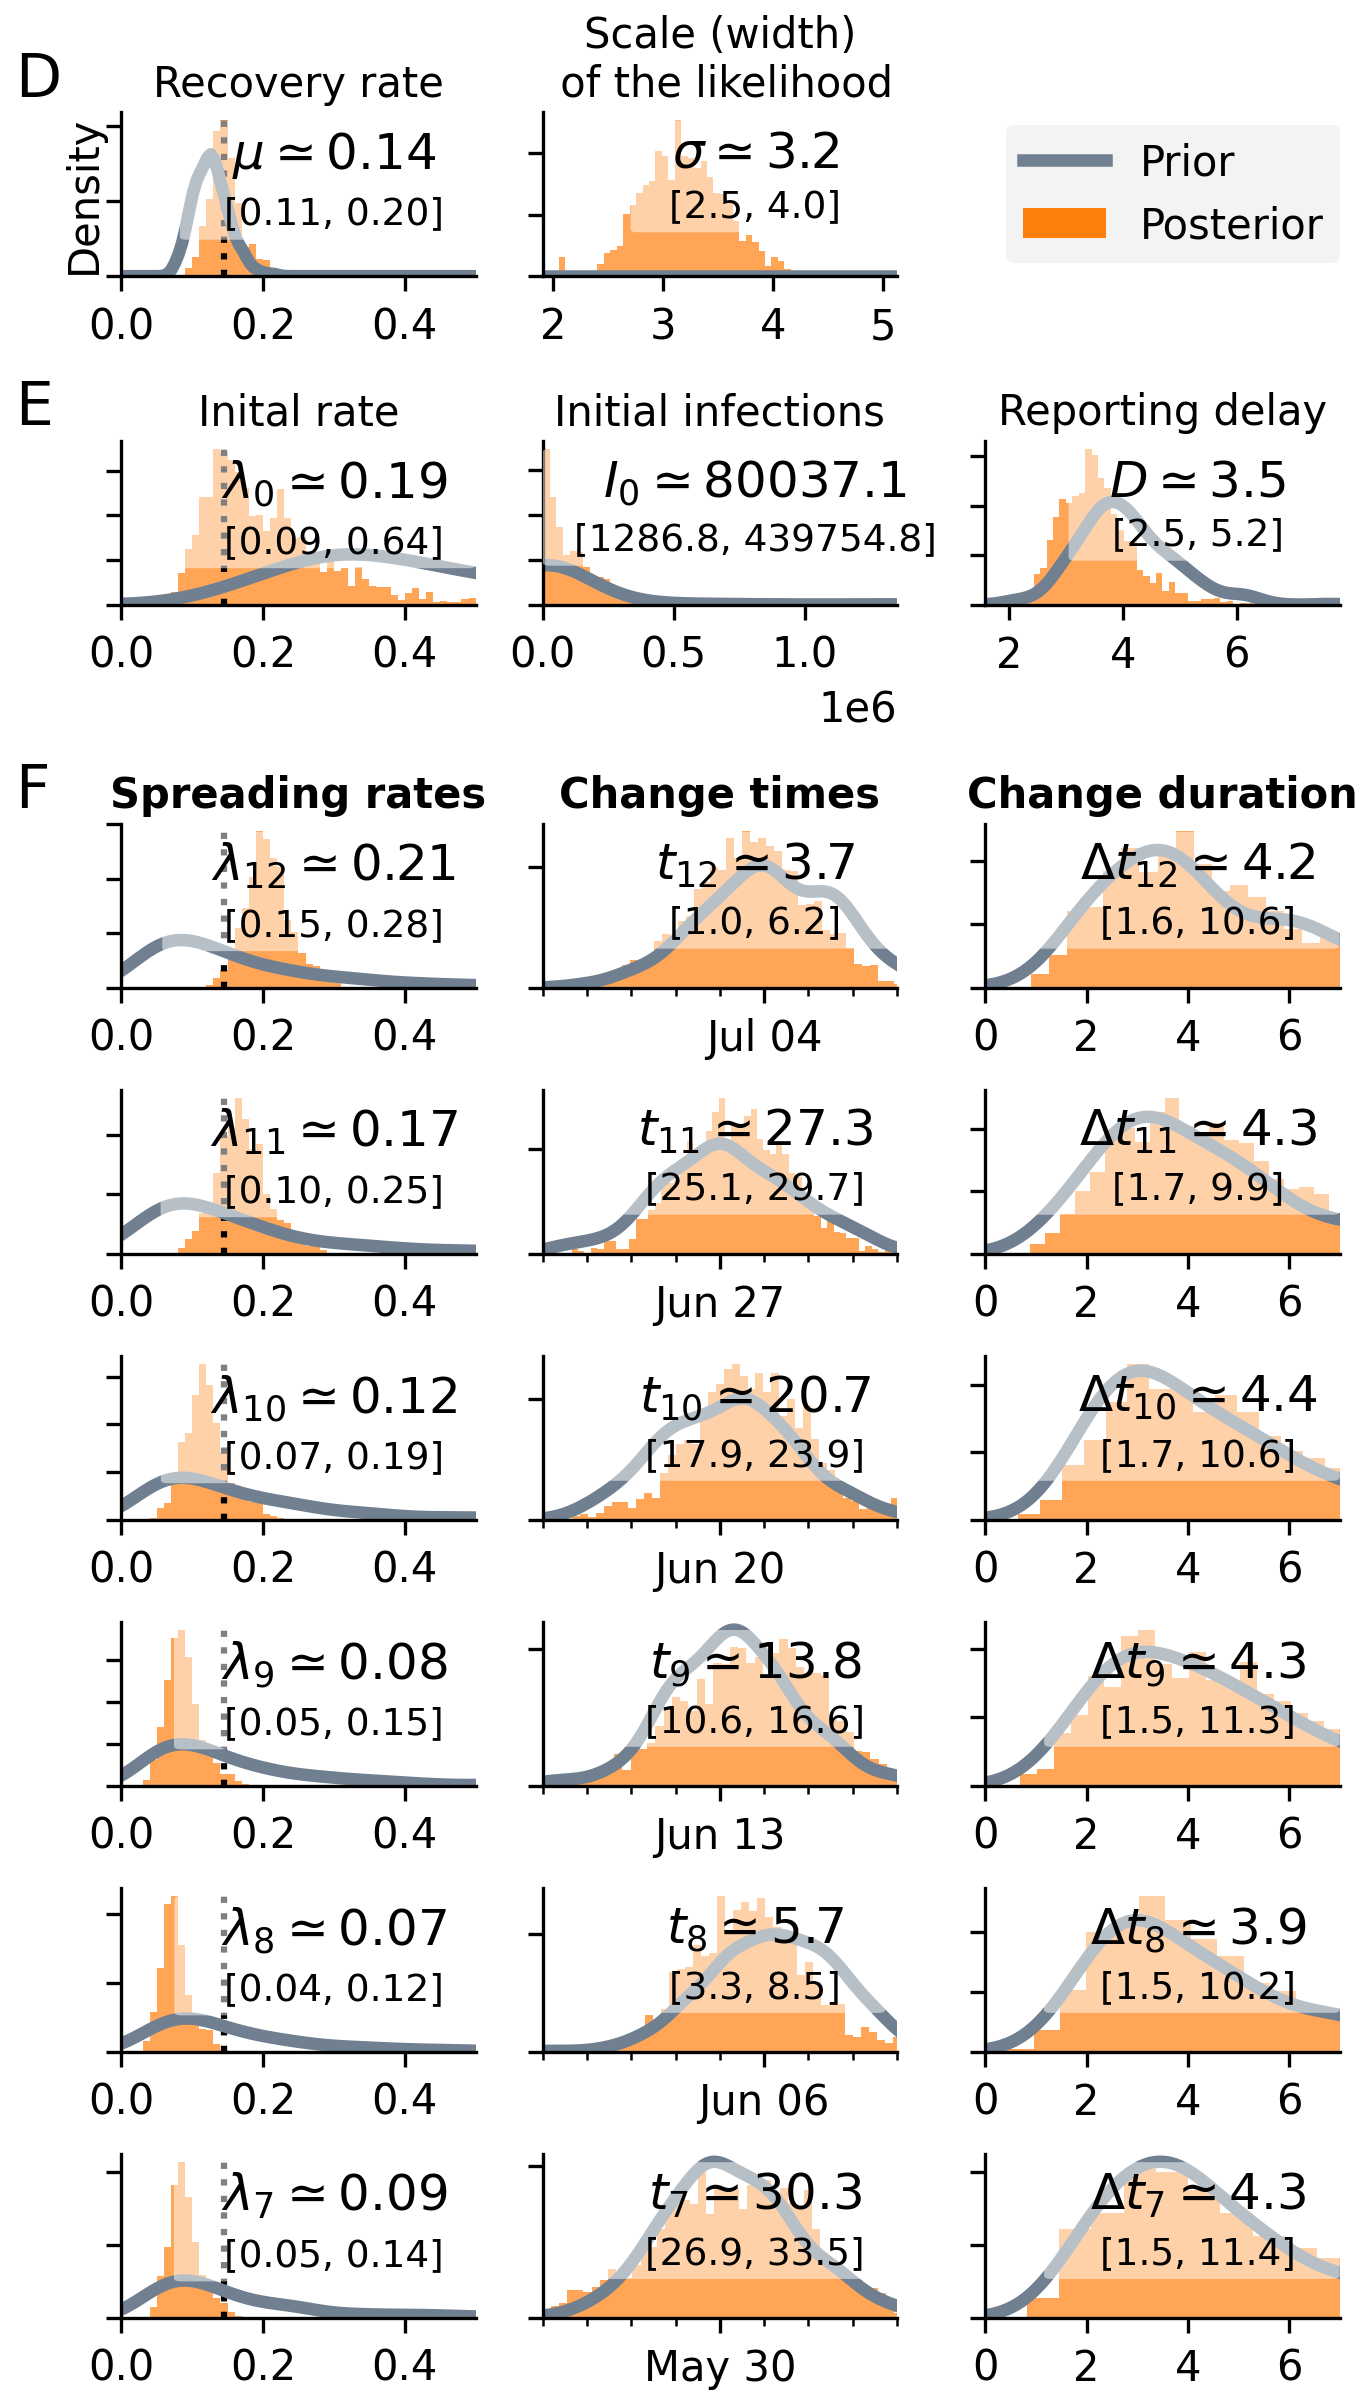 D
Recovery rate
Scale (width)
of the likelihood
Density
μ ≃ 0.14
[0.11, 0.20]
σ ≃ 3.2
[2.5, 4.0]
Prior
Posterior
0.0 0.2 0.4
2 3 4 5
E
Inital rate
Initial infections
Reporting delay
λ0 ≃ 0.19
[0.09, 0.64]
I0 ≃ 80037.1
[1286.8, 439754.8]
D ≃ 3.5
[2.5, 5.2]
0.0 0.2 0.4
0.0 0.5 1.0
1e6
2 4 6
F
Spreading rates
Change times
Change duration
λ12 ≃ 0.21
[0.15, 0.28]
t12 ≃ 3.7
[1.0, 6.2]
Δt12 ≃ 4.2
[1.6, 10.6]
0.0 0.2 0.4
Jul 04
0 2 4 6
λ11 ≃ 0.17
[0.10, 0.25]
t11 ≃ 27.3
[25.1, 29.7]
Δt11 ≃ 4.3
[1.7, 9.9]
0.0 0.2 0.4
Jun 27
0 2 4 6
λ10 ≃ 0.12
[0.07, 0.19]
t10 ≃ 20.7
[17.9, 23.9]
Δt10 ≃ 4.4
[1.7, 10.6]
0.0 0.2 0.4
Jun 20
0 2 4 6
λ9 ≃ 0.08
[0.05, 0.15]
t9 ≃ 13.8
[10.6, 16.6]
Δt9 ≃ 4.3
[1.5, 11.3]
0.0 0.2 0.4
Jun 13
0 2 4 6
λ8 ≃ 0.07
[0.04, 0.12]
t8 ≃ 5.7
[3.3, 8.5]
Δt8 ≃ 3.9
[1.5, 10.2]
0.0 0.2 0.4
Jun 06
0 2 4 6
λ7 ≃ 0.09
[0.05, 0.14]
t7 ≃ 30.3
[26.9, 33.5]
Δt7 ≃ 4.3
[1.5, 11.4]
0.0 0.2 0.4
May 30
0 2 4 6